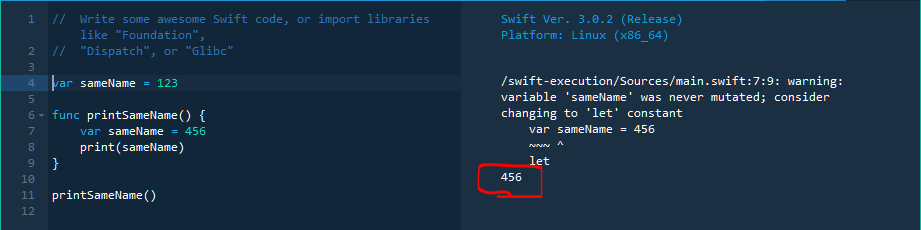 1 // Write some awesome Swift code, or import libraries
like "Foundation",
2 // "Dispatch", or "Glibc"
3
4 var sameName = 123
5
6 func printSameName() {
7 var sameName = 456
8 print(sameName)
9 }
10
11 printSameName()
12
Swift Ver. 3.0.2 (Release)
Platform: Linux (x86_64)
/swift-execution/Sources/main.swift:7:9: warning:
variable 'sameName' was never mutated; consider
changing to 'let' constant
var sameName = 456
~~~ ^
let
456